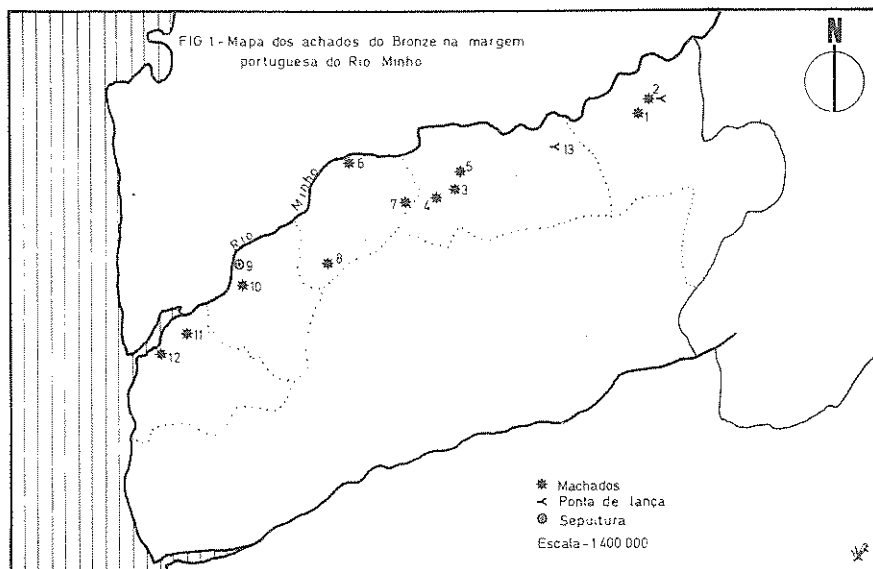 FIG 1 - Mapa dos achados do Bronze na margem
portuguesa do Rio Minho
N
2
1
13
6
5
3
4
7
Rio Minho
8
9
10
11
12
Machados
Ponta de lança
Sepultura
Escala - 1 400 000